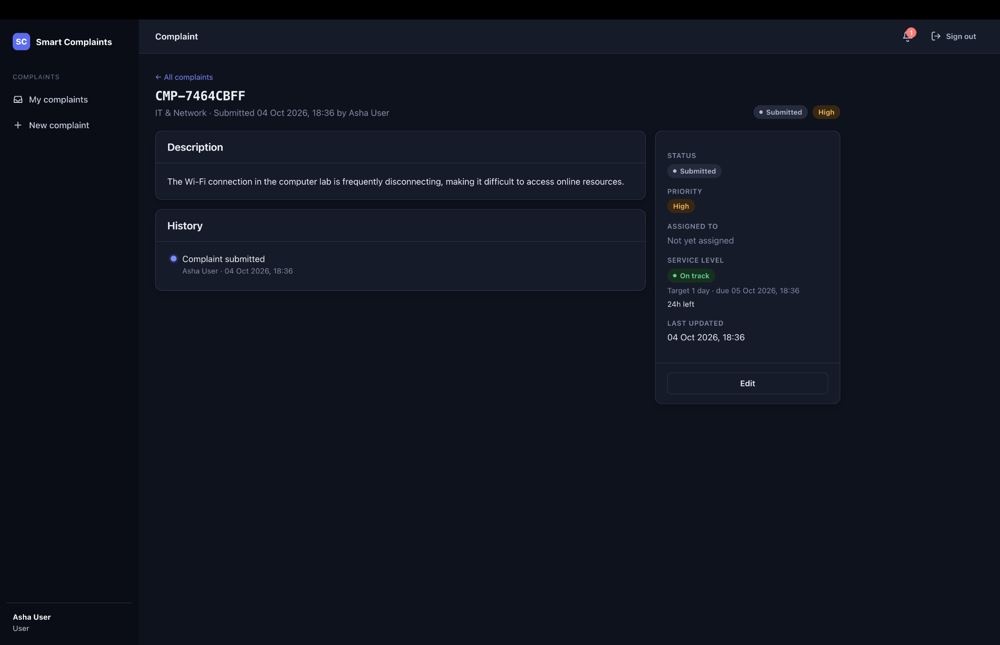 SC Smart Complaints
COMPLAINTS
My complaints
New complaint
Asha User
User
Complaint
1
Sign out
← All complaints
CMP-7464CBFF
IT & Network · Submitted 04 Oct 2026, 18:36 by Asha User
Submitted High
Description
The Wi-Fi connection in the computer lab is frequently disconnecting, making it difficult to access online resources.
History
Complaint submitted
Asha User · 04 Oct 2026, 18:36
STATUS
Submitted
PRIORITY
High
ASSIGNED TO
Not yet assigned
SERVICE LEVEL
On track
Target 1 day · due 05 Oct 2026, 18:36
24h left
LAST UPDATED
04 Oct 2026, 18:36
Edit